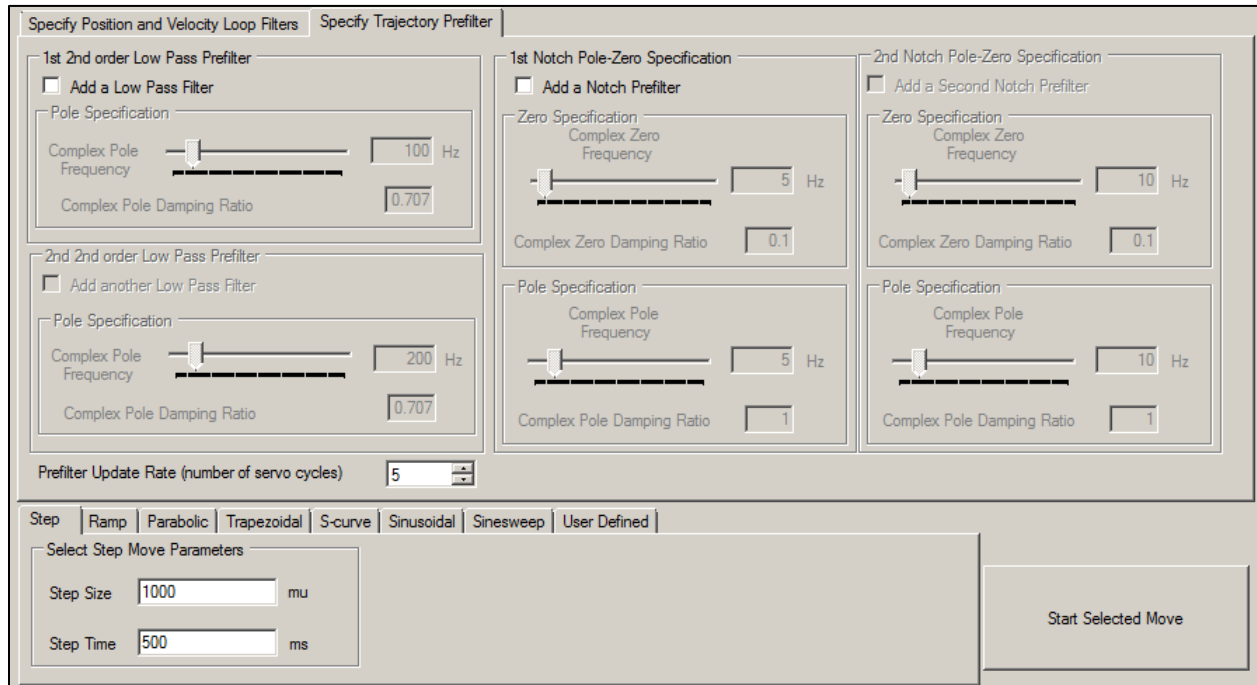 Specify Position and Velocity Loop Filters
Specify Trajectory Prefilter
1st 2nd order Low Pass Prefilter
Add a Low Pass Filter
Pole Specification
Complex Pole
Frequency
100 Hz
Complex Pole Damping Ratio
0.707
2nd 2nd order Low Pass Prefilter
Add another Low Pass Filter
Pole Specification
Complex Pole
Frequency
200 Hz
Complex Pole Damping Ratio
0.707
Prefilter Update Rate (number of servo cycles)
5
1st Notch Pole-Zero Specification
Add a Notch Prefilter
Zero Specification
Complex Zero
Frequency
5 Hz
Complex Zero Damping Ratio
0.1
Pole Specification
Complex Pole
Frequency
5 Hz
Complex Pole Damping Ratio
1
2nd Notch Pole-Zero Specification
Add a Second Notch Prefilter
Zero Specification
Complex Zero
Frequency
10 Hz
Complex Zero Damping Ratio
0.1
Pole Specification
Complex Pole
Frequency
10 Hz
Complex Pole Damping Ratio
1
Step Ramp Parabolic Trapezoidal S-curve Sinusoidal Sinesweep User Defined
Select Step Move Parameters
Step Size 1000 mu
Step Time 500 ms
Start Selected Move